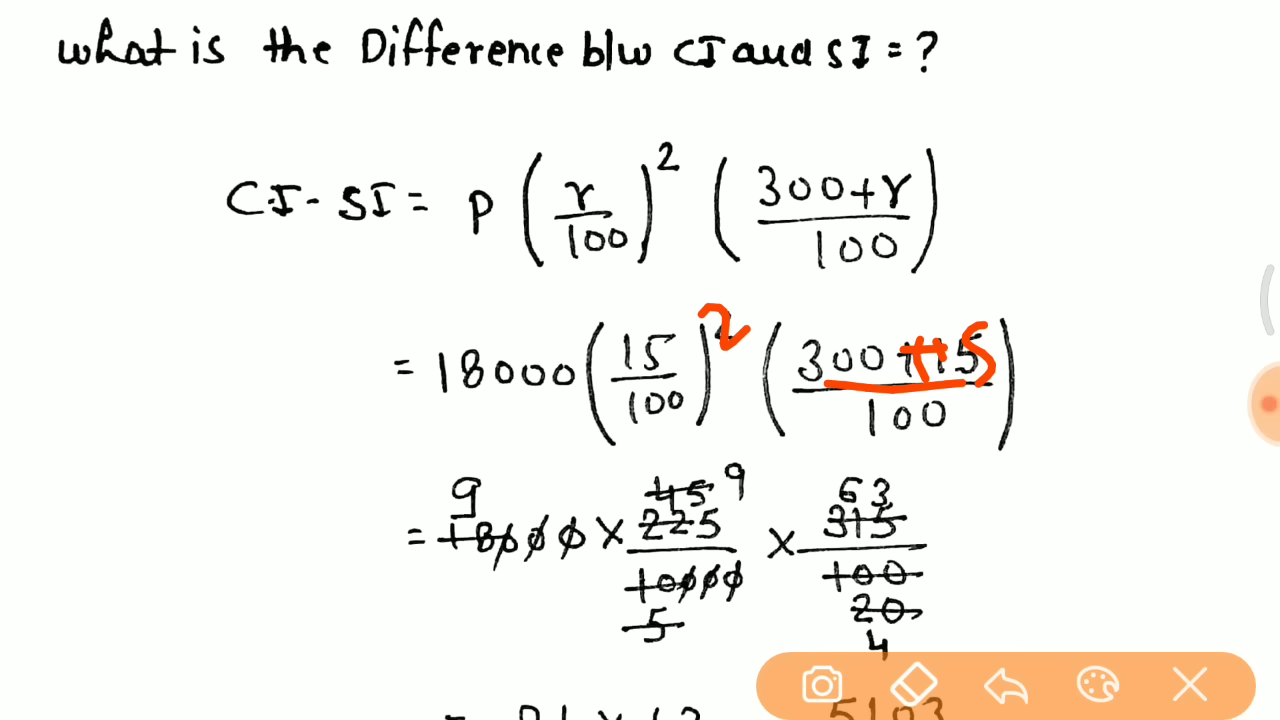 What is the Difference b/w CI and SI = ?
C.I - SI = P (r/100)^2 (300+r/100)
= 18000 (15/100)^2 (300+15/100)
= 18000 9 × 225 45 9 / 10000 5 × 315 63 / 100 20 4